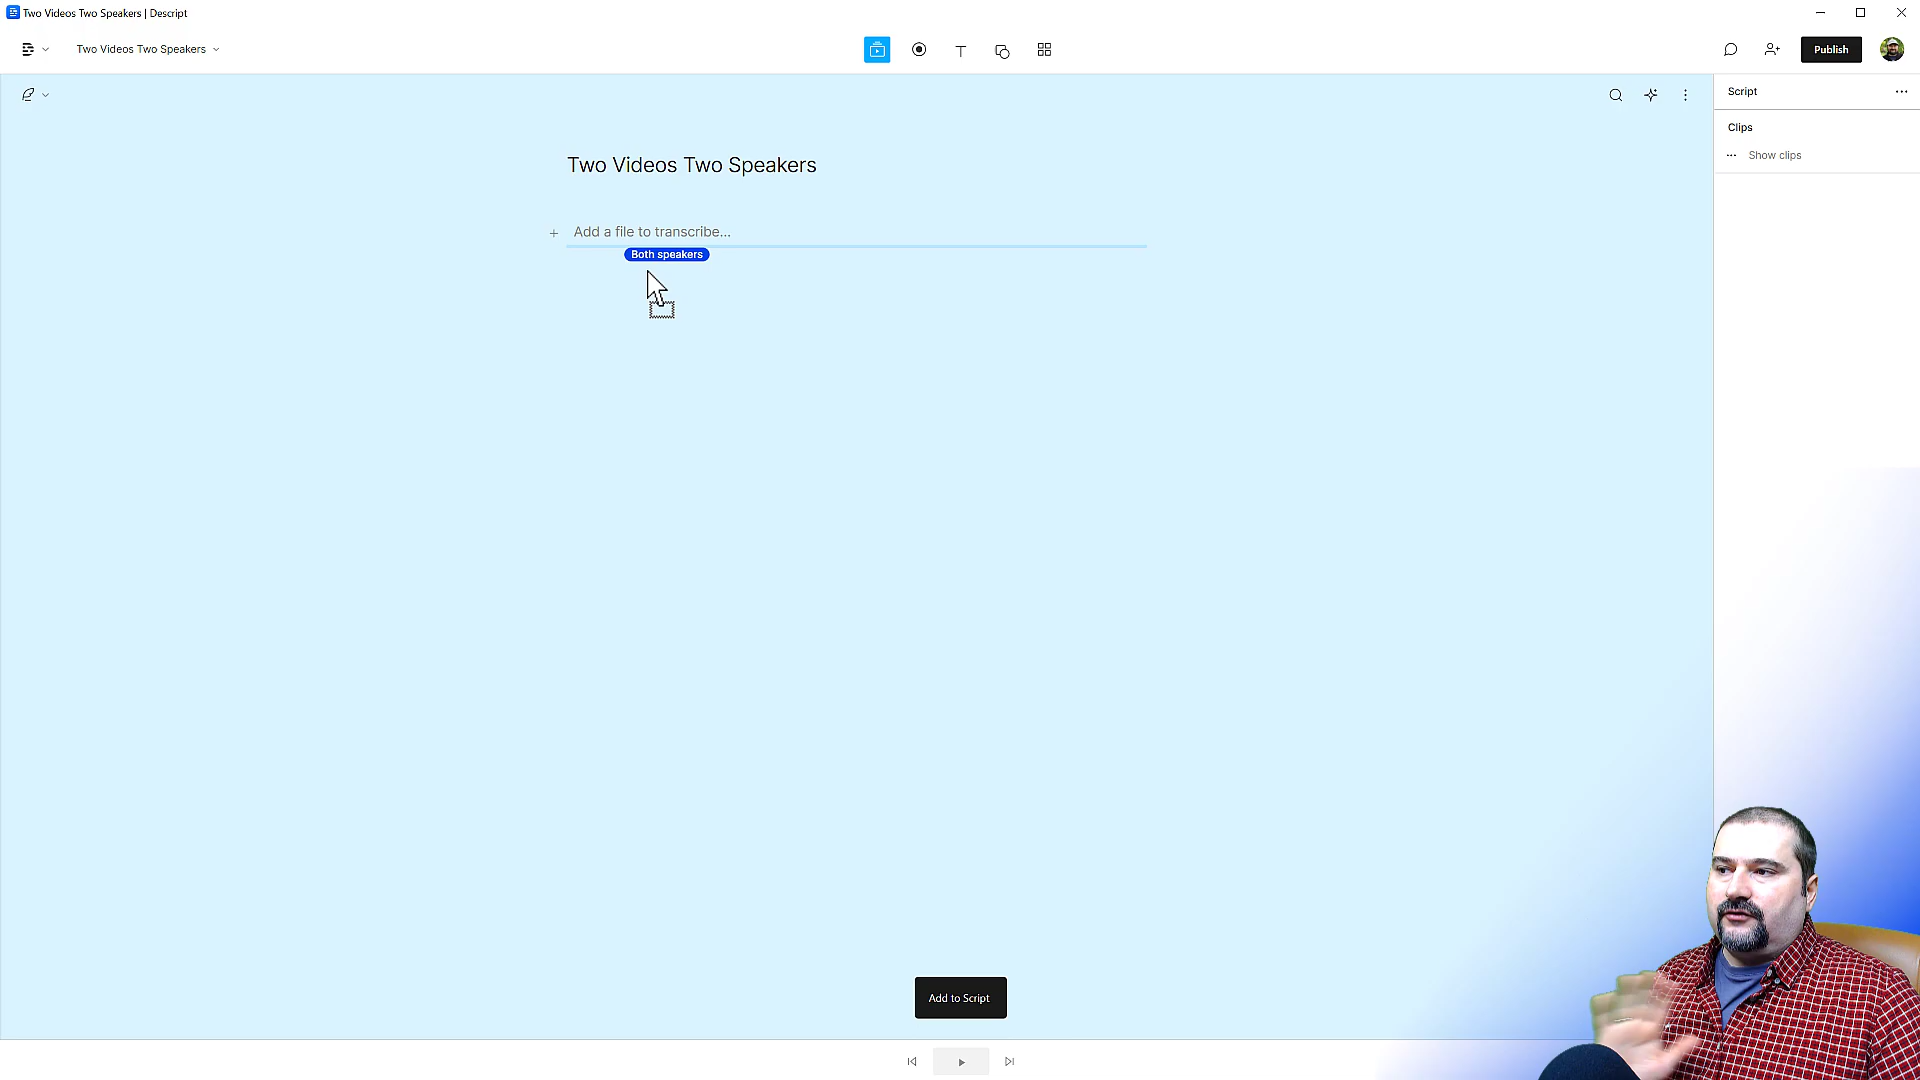 Two Videos Two Speakers | Descript
Two Videos Two Speakers
Publish
Script
Clips
Show clips
Two Videos Two Speakers
Add a file to transcribe...
Both speakers
Add to Script